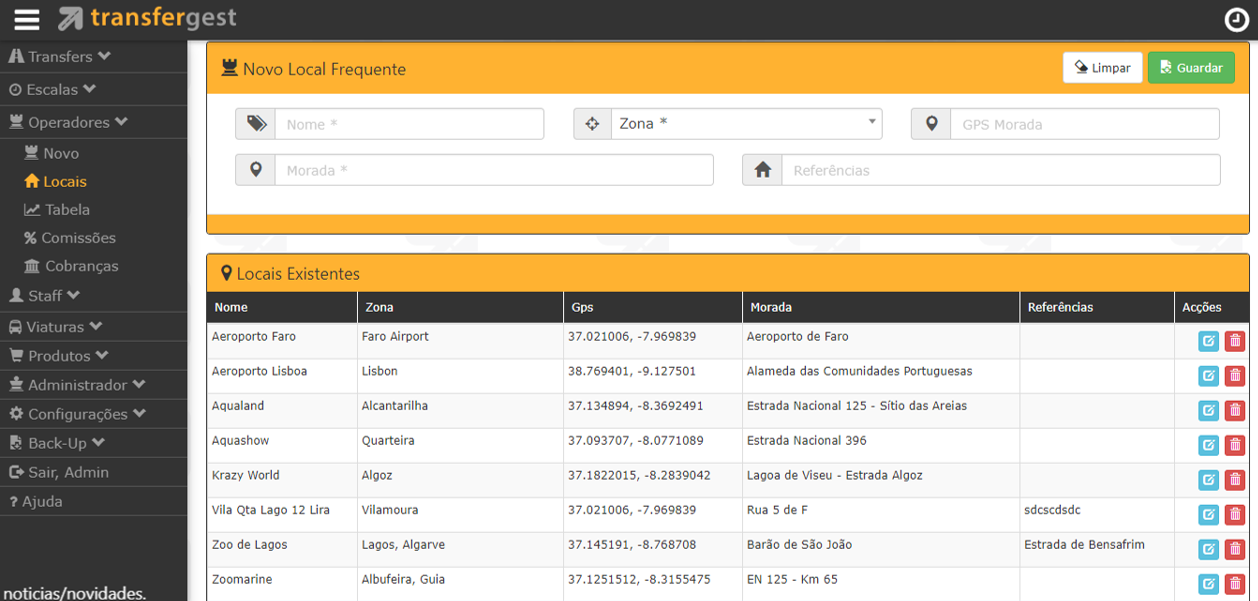 transfergest
Transfers
Escalas
Operadores
Novo
Locais
Tabela
Comissões
Cobranças
Staff
Viaturas
Produtos
Administrador
Configurações
Back-Up
Sair, Admin
? Ajuda
noticias/novidades.
Novo Local Frequente
Limpar
Guardar
Nome *
Zona *
GPS Morada
Morada *
Referências
Locais Existentes
Nome Zona Gps Morada Referências Acções
Aeroporto Faro Faro Airport 37.021006, -7.969839 Aeroporto de Faro
Aeroporto Lisboa Lisbon 38.769401, -9.127501 Alameda das Comunidades Portuguesas
Aqualand Alcantarilha 37.134894, -8.3692491 Estrada Nacional 125 - Sítio das Areias
Aquashow Quarteira 37.093707, -8.0771089 Estrada Nacional 396
Krazy World Algoz 37.1822015, -8.2839042 Lagoa de Viseu - Estrada Algoz
Vila Qta Lago 12 Lira Vilamoura 37.021006, -7.969839 Rua 5 de F sdcscdsdc
Zoo de Lagos Lagos, Algarve 37.145191, -8.768708 Barão de São João Estrada de Bensafrim
Zoomarine Albufeira, Guia 37.1251512, -8.3155475 EN 125 - Km 65